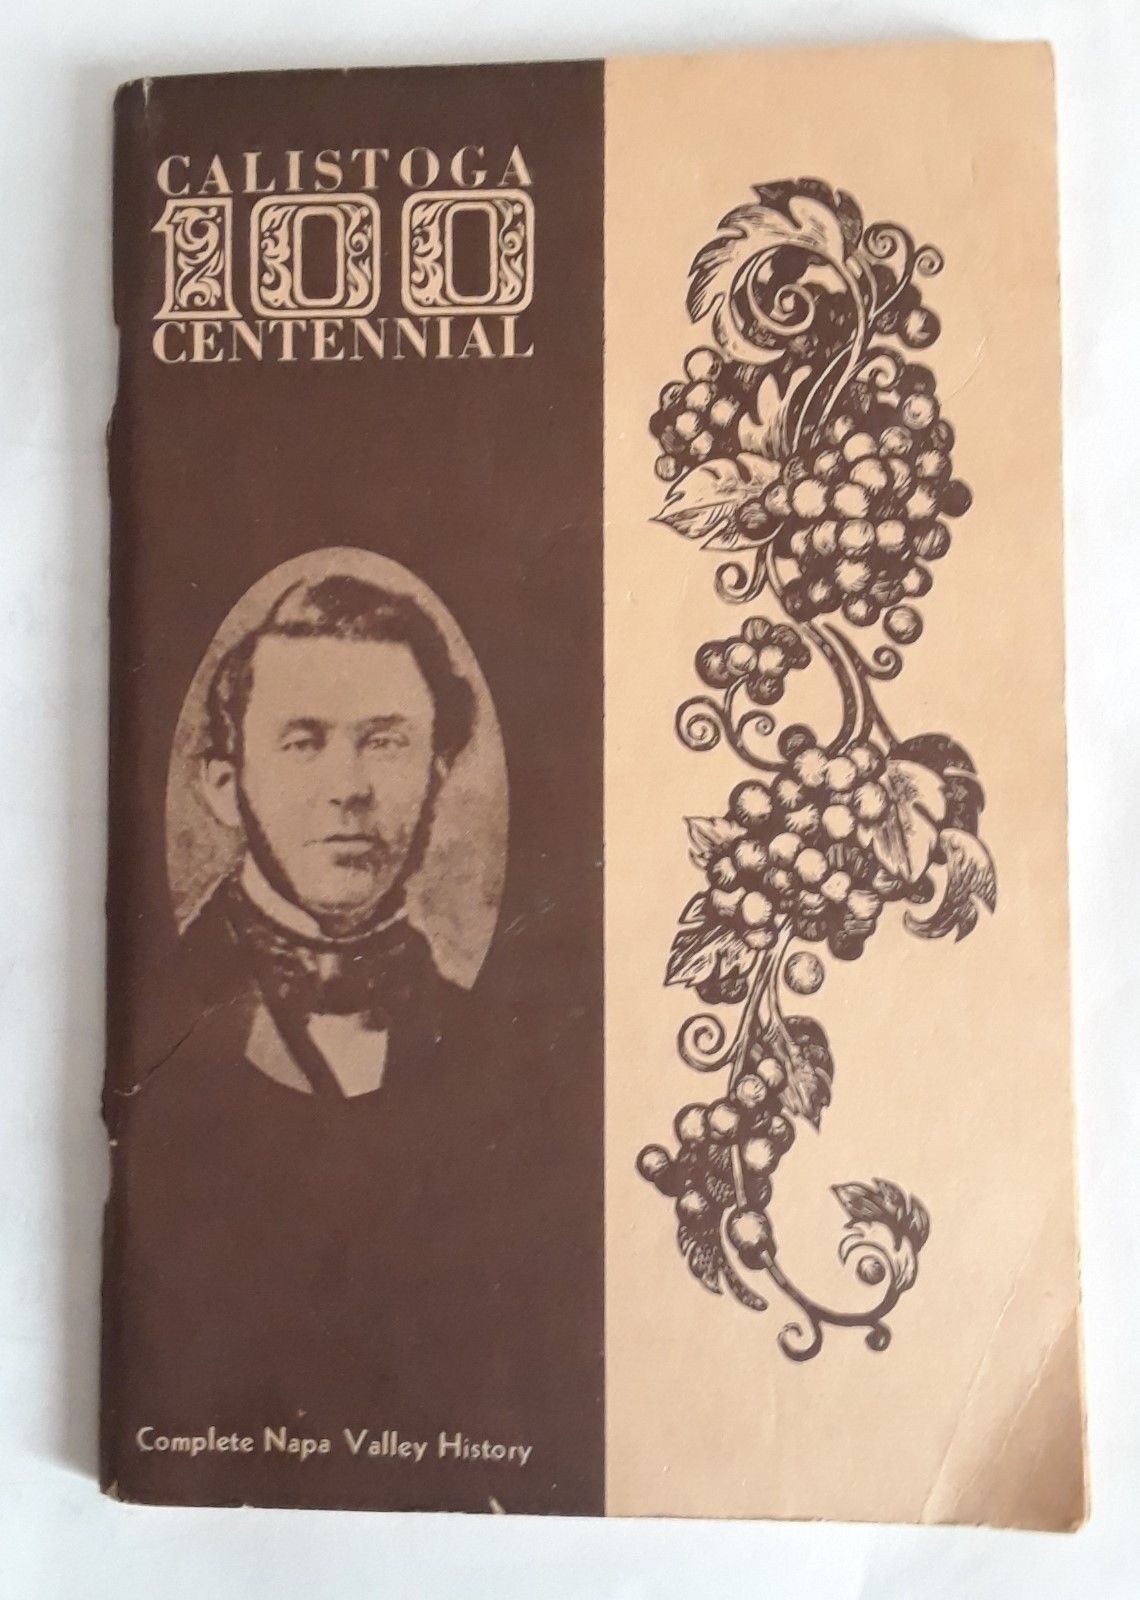 CALISTOGA
100
CENTENNIAL
Complete Napa Valley History